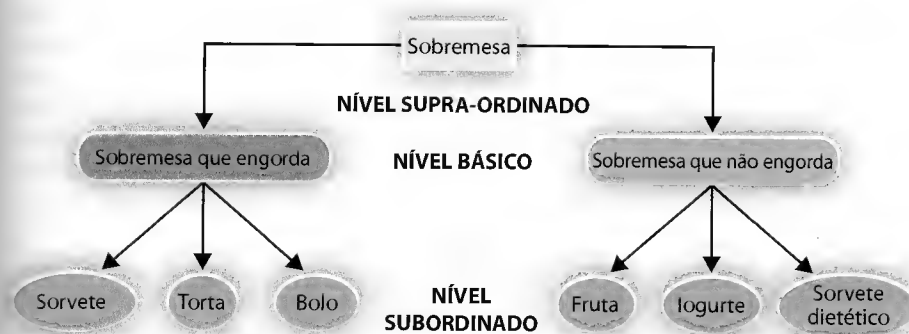 Sobremesa
NÍVEL SUPRA-ORDINADO
Sobremesa que engorda
NÍVEL BÁSICO
Sobremesa que não engorda
Sorvete
Torta
Bolo
NÍVEL
SUBORDINADO
Fruta
Iogurte
Sorvete
dietético